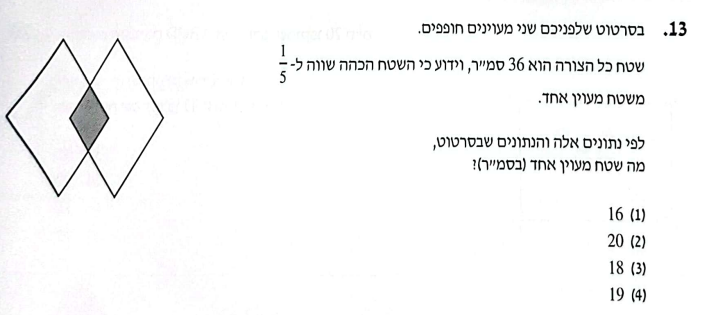 13. בסרטוט שלפניכם שני מעוינים חופפים.
שטח כל הצורה הוא 36 סמ"ר, וידוע כי השטח הכהה שווה ל-1/5
משטח מעוין אחד.
לפי נתונים אלה והנתונים שבסרטוט,
מה שטח מעוין אחד (בסמ"ר)?
(1) 16
(2) 20
(3) 18
(4) 19